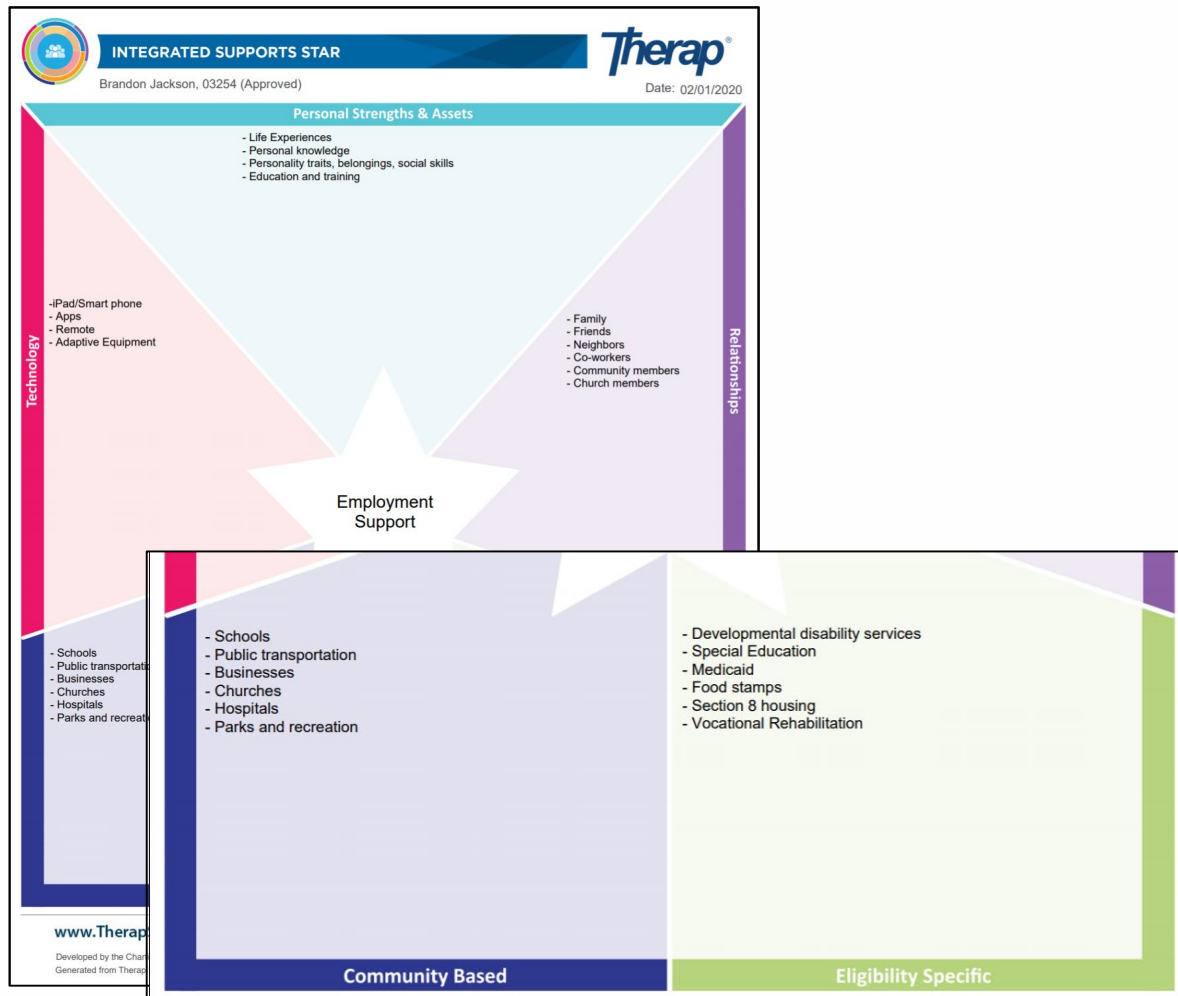 INTEGRATED SUPPORTS STAR
Therap®
Brandon Jackson, 03254 (Approved)
Date: 02/01/2020
Personal Strengths & Assets
- Life Experiences
- Personal knowledge
- Personality traits, belongings, social skills
- Education and training
Technology
-iPad/Smart phone
- Apps
- Remote
- Adaptive Equipment
- Family
- Friends
- Neighbors
- Co-workers
- Community members
- Church members
Relationships
Employment
Support
- Schools
- Public transportatio
- Businesses
- Churches
- Hospitals
- Parks and recreat
www.Therap
Developed by the Chari
Generated from Therap
- Schools
- Public transportation
- Businesses
- Churches
- Hospitals
- Parks and recreation
Community Based
- Developmental disability services
- Special Education
- Medicaid
- Food stamps
- Section 8 housing
- Vocational Rehabilitation
Eligibility Specific